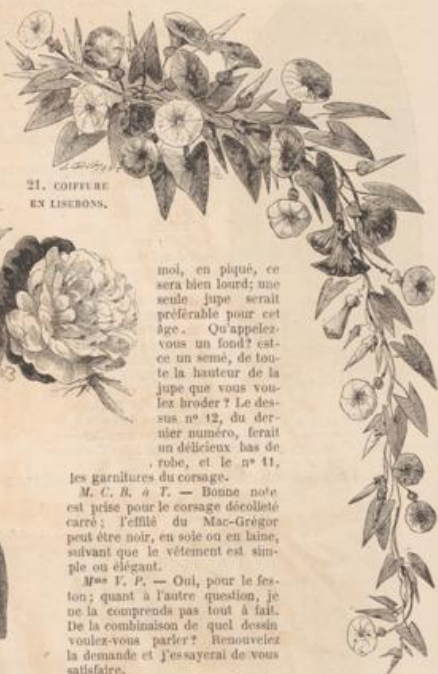 21. COIFFURE
EN LISERONS.
moi, en piqué, ce
sera bien lourd; une
seule jupe serait
préférable pour cet
âge. Qu'appelez-
vous un fond? est-
ce un semé, de tou-
te la hauteur de la
jupe que vous vou-
lez broder? Le des-
sus nº 12, du der-
nier numéro, ferait
un délicieux bas de
robe, et le nº 11,
les garnitures du corsage.
M. C. B. à T. — Bonne note
est prise pour le corsage décolleté
carré; l'effilé du Mac-Grégor
peut être noir, en soie ou en laine,
suivant que le vêtement est sim-
ple ou élégant.
Mme V. P. — Oui, pour le fes-
ton; quant à l'autre question, je
ne la comprends pas tout à fait.
De la combinaison de quel dessin
voulez-vous parler? Renouvelez
la demande et j'essayerai de vous
satisfaire.